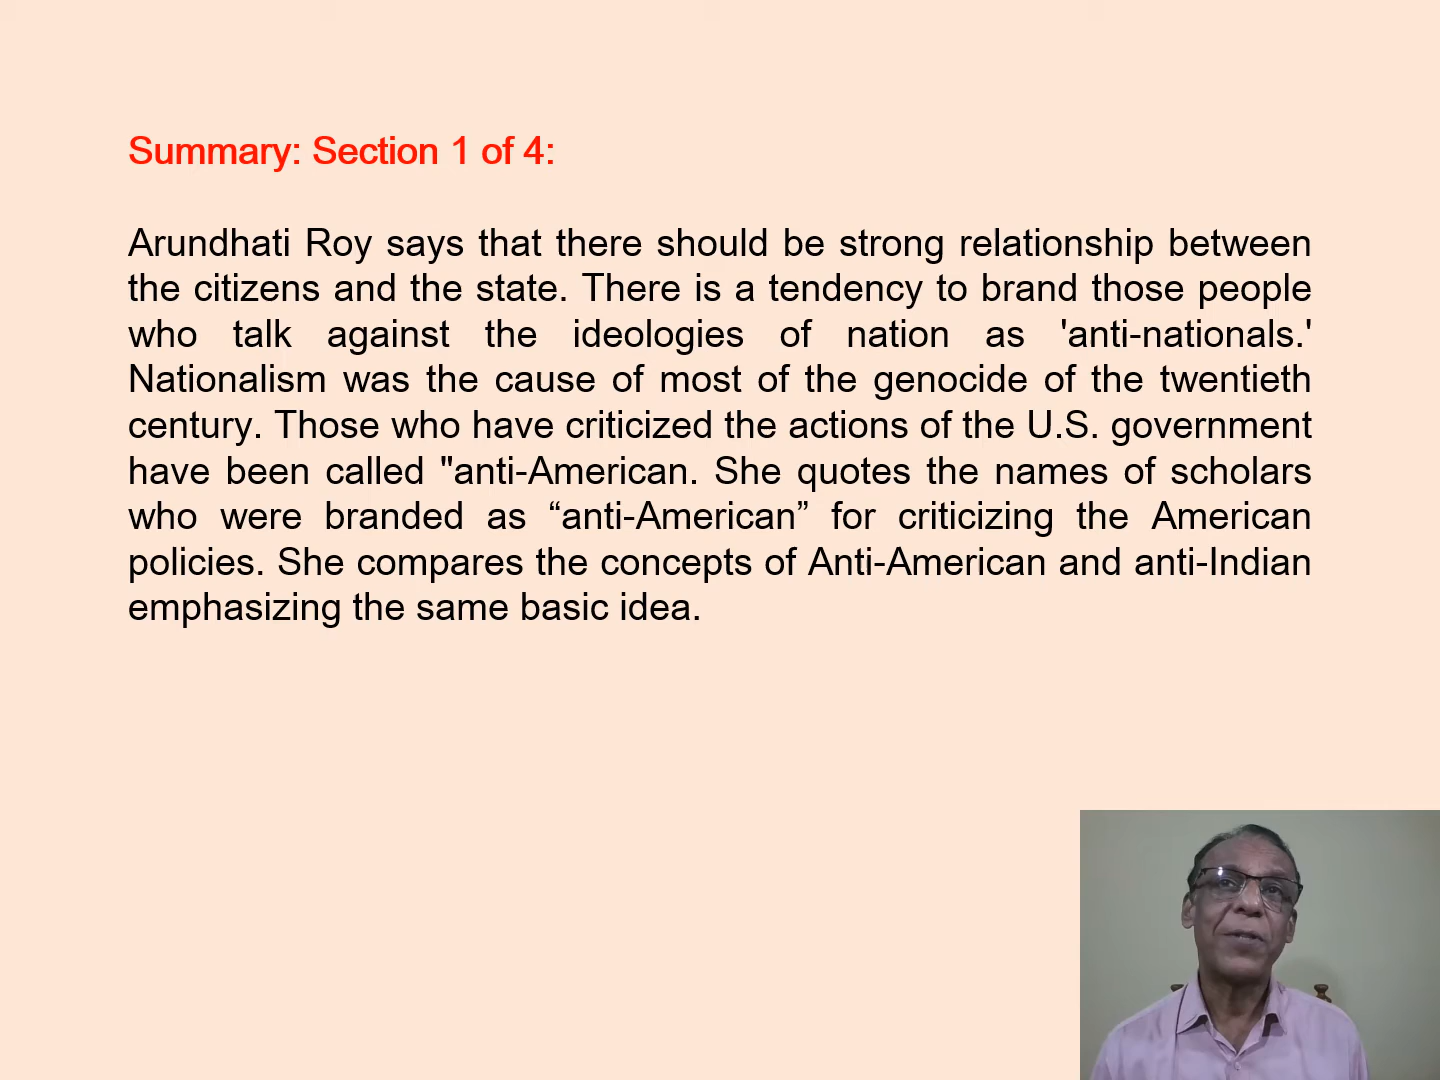 Summary: Section 1 of 4:
Arundhati Roy says that there should be strong relationship between
the citizens and the state. There is a tendency to brand those people
who talk against the ideologies of nation as 'anti-nationals.'
Nationalism was the cause of most of the genocide of the twentieth
century. Those who have criticized the actions of the U.S. government
have been called "anti-American. She quotes the names of scholars
who were branded as “anti-American” for criticizing the American
policies. She compares the concepts of Anti-American and anti-Indian
emphasizing the same basic idea.